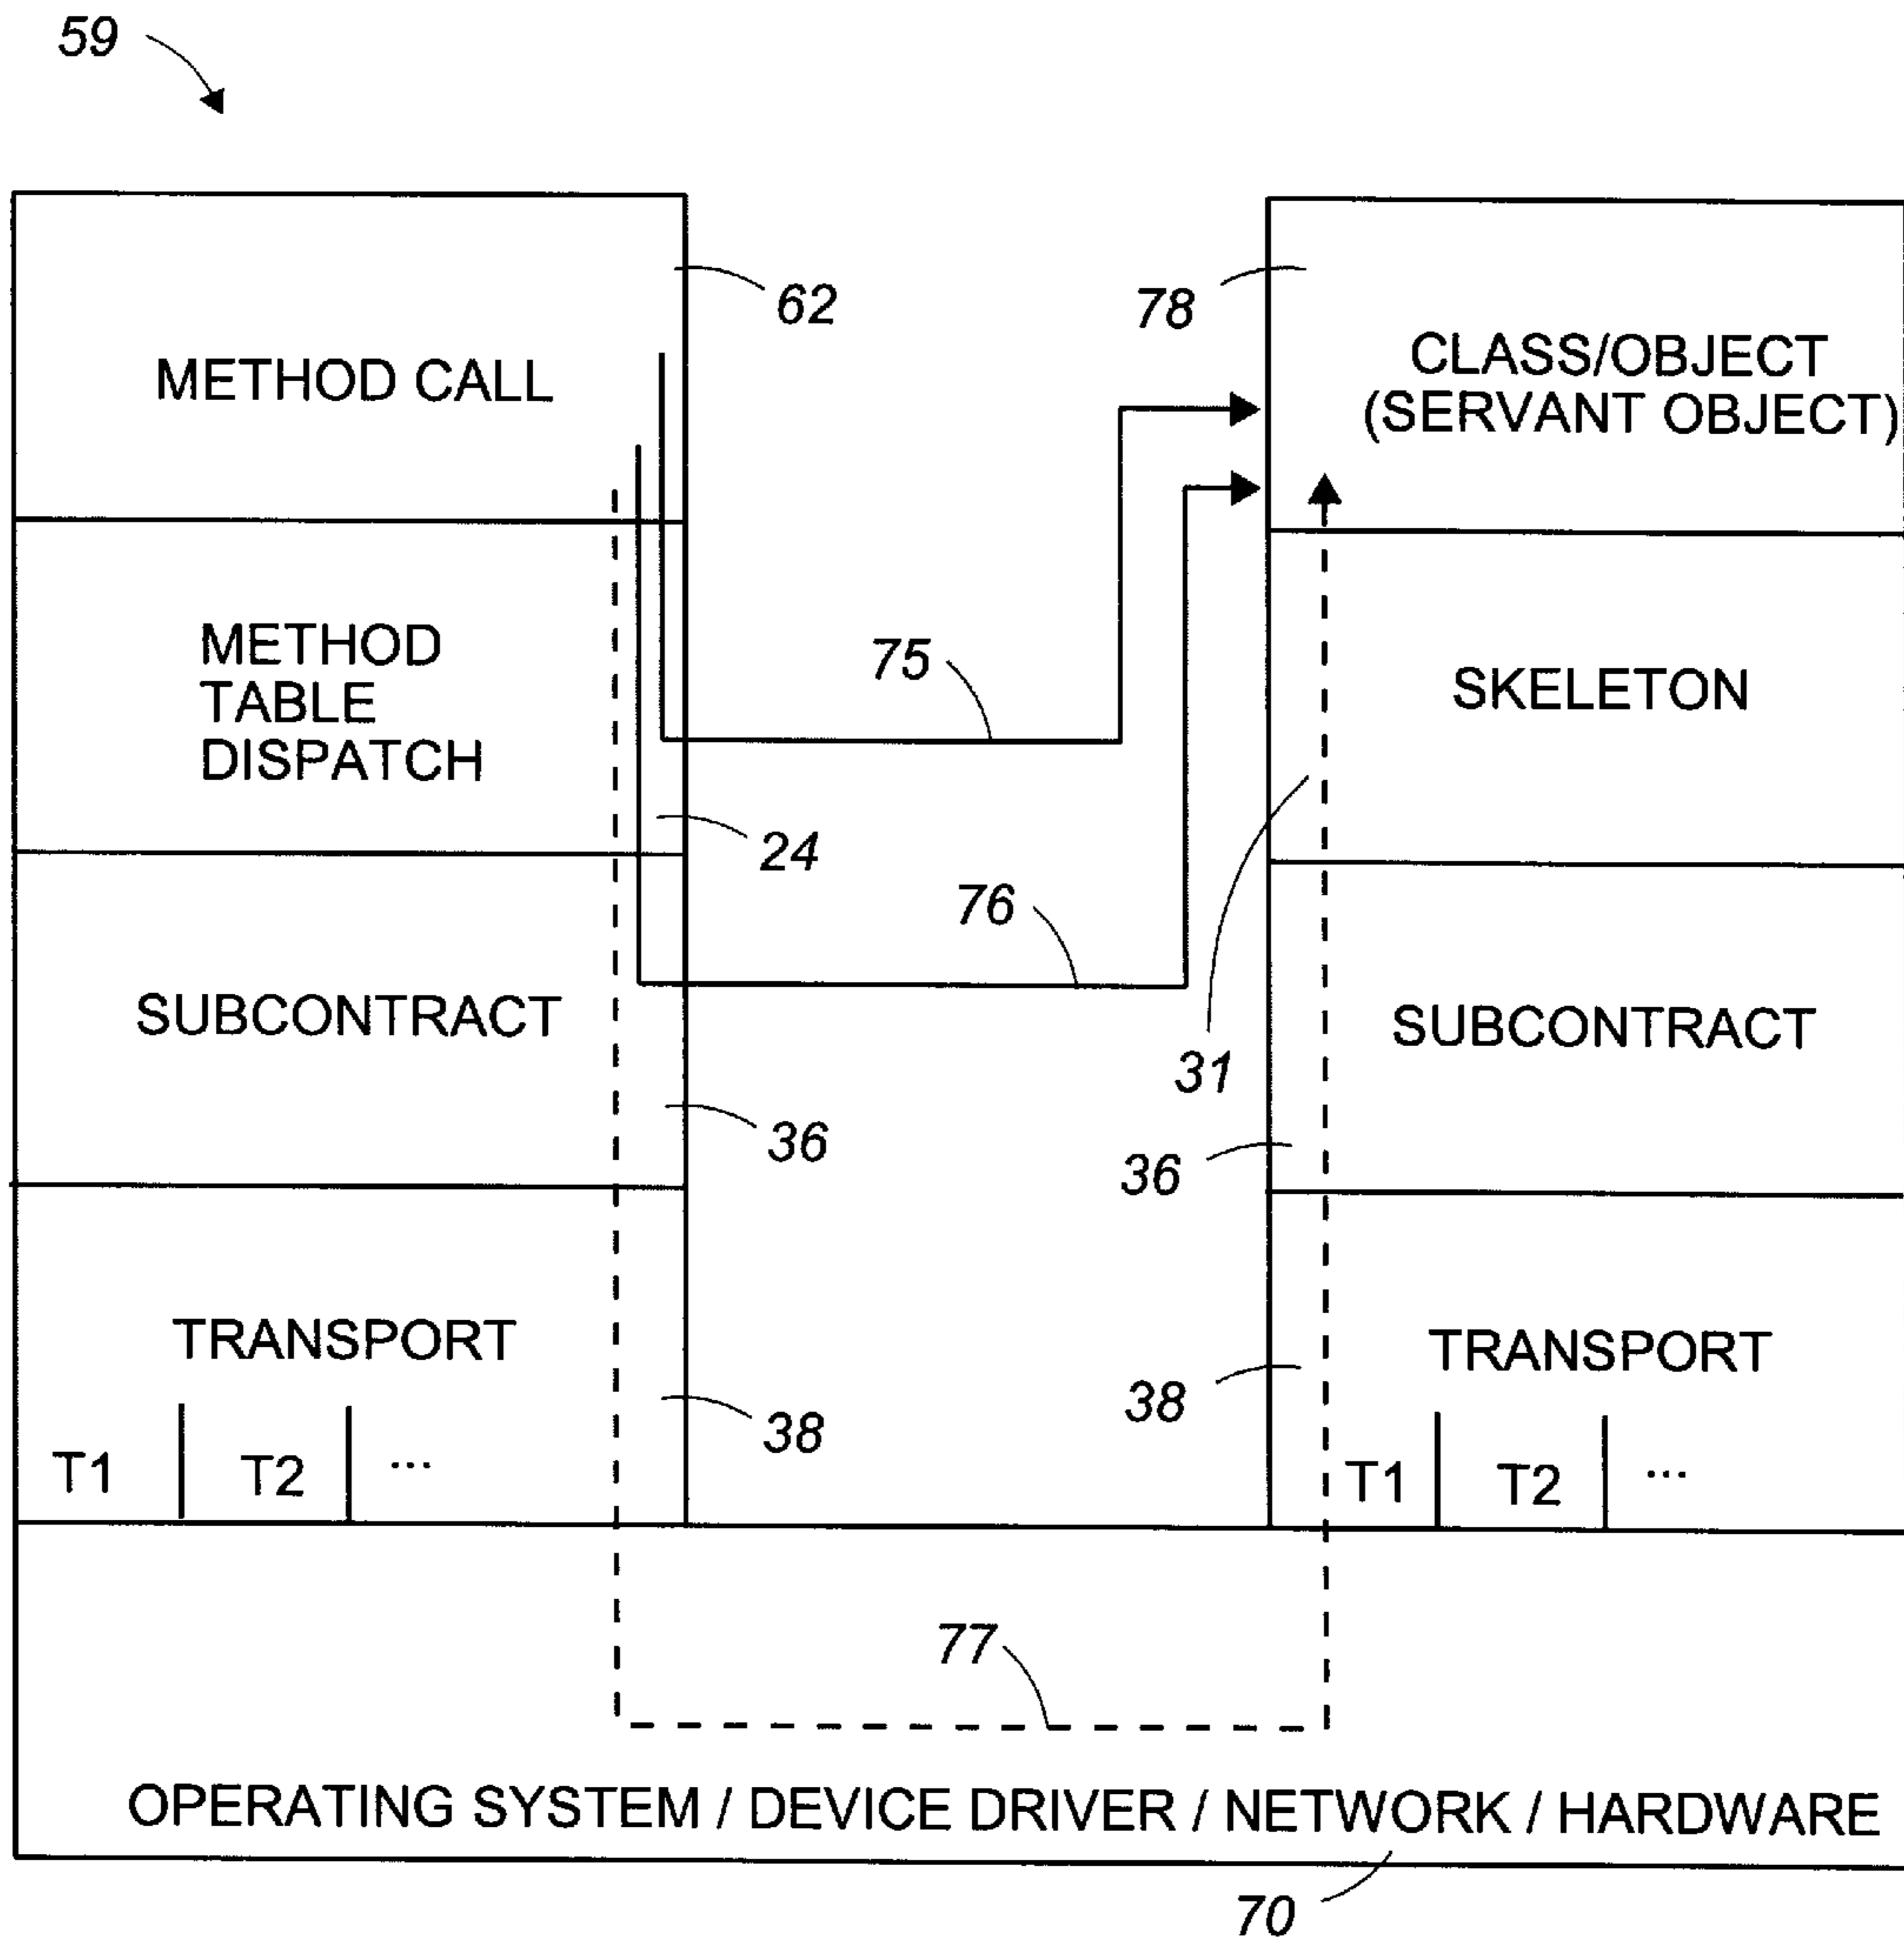 59
62
78
METHOD CALL
CLASS/OBJECT
(SERVANT OBJECT)
METHOD
TABLE
DISPATCH
75
SKELETON
24
76
SUBCONTRACT
SUBCONTRACT
31
36
36
TRANSPORT
TRANSPORT
38
38
T1
T2
...
T1
T2
...
77
OPERATING SYSTEM / DEVICE DRIVER / NETWORK / HARDWARE
70